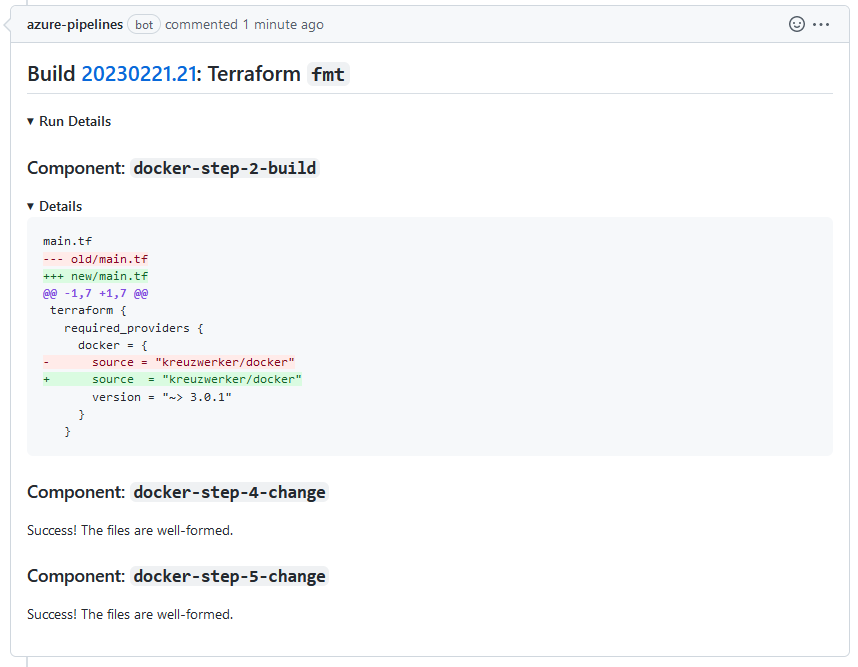 azure-pipelines bot commented 1 minute ago
Build 20230221.21: Terraform fmt
▾ Run Details
Component: docker-step-2-build
▾ Details
main.tf
--- old/main.tf
+++ new/main.tf
@@ -1,7 +1,7 @@
 terraform {
   required_providers {
     docker = {
-      source = "kreuzwerker/docker"
+      source  = "kreuzwerker/docker"
       version = "~> 3.0.1"
     }
   }
Component: docker-step-4-change
Success! The files are well-formed.
Component: docker-step-5-change
Success! The files are well-formed.